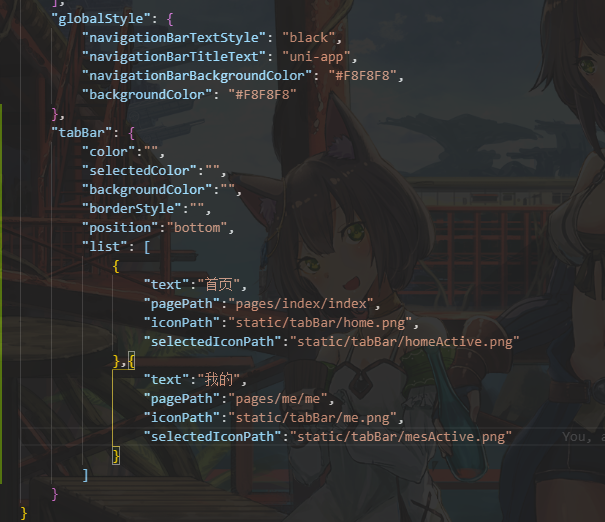 ],
"globalStyle": {
"navigationBarTextStyle": "black",
"navigationBarTitleText": "uni-app",
"navigationBarBackgroundColor": "#F8F8F8",
"backgroundColor": "#F8F8F8"
},
"tabBar": {
"color":"",
"selectedColor":"",
"backgroundColor":"",
"borderStyle":"",
"position":"bottom",
"list": [
{
"text":"首页",
"pagePath":"pages/index/index",
"iconPath":"static/tabBar/home.png",
"selectedIconPath":"static/tabBar/homeActive.png"
},{
"text":"我的",
"pagePath":"pages/me/me",
"iconPath":"static/tabBar/me.png",
"selectedIconPath":"static/tabBar/mesActive.png" You, a
}
]
}
}